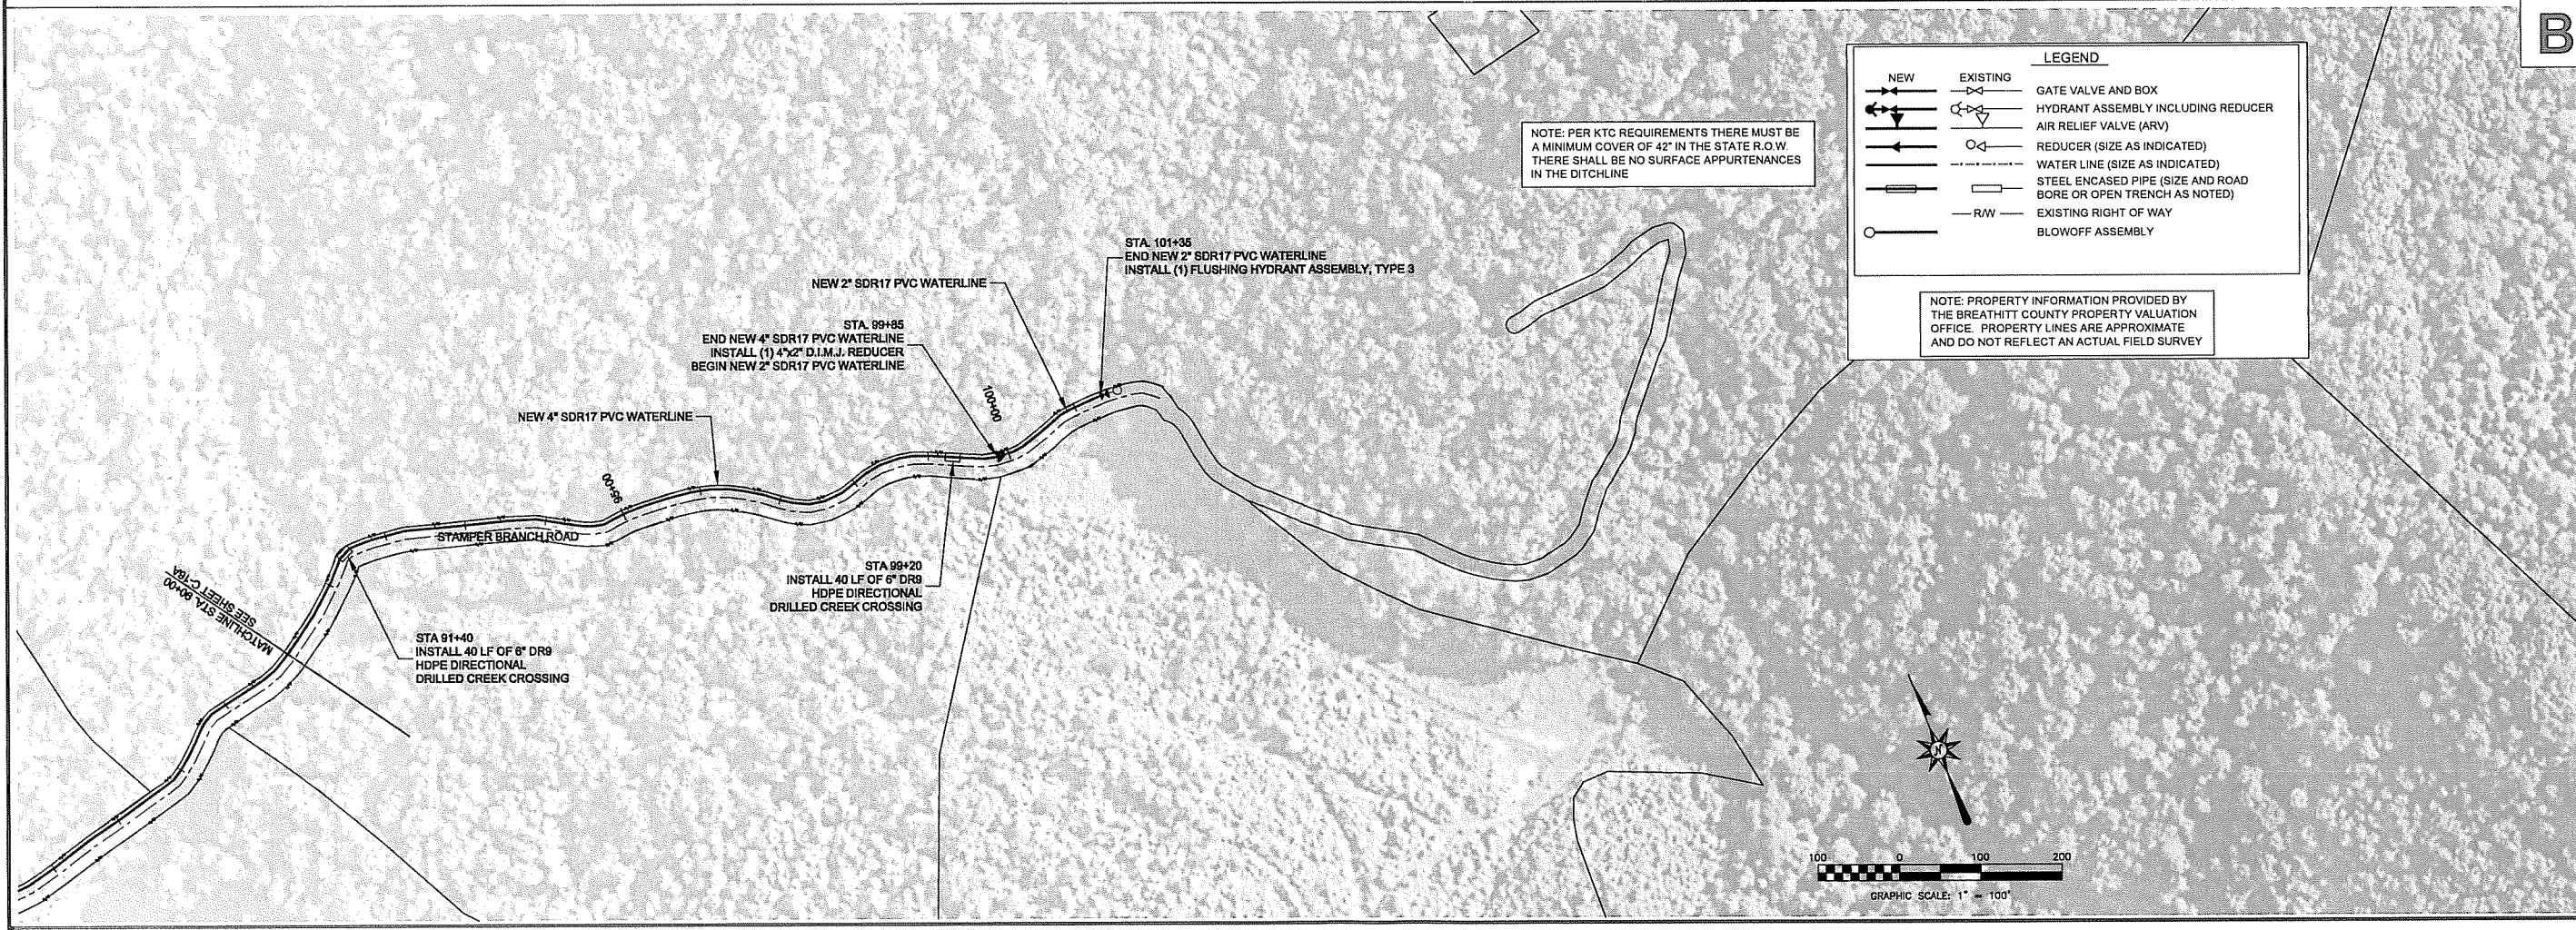 B
LEGEND
NEW EXISTING
GATE VALVE AND BOX
HYDRANT ASSEMBLY INCLUDING REDUCER
AIR RELIEF VALVE (ARV)
REDUCER (SIZE AS INDICATED)
WATER LINE (SIZE AS INDICATED)
STEEL ENCASED PIPE (SIZE AND ROAD
BORE OR OPEN TRENCH AS NOTED)
R/W EXISTING RIGHT OF WAY
BLOWOFF ASSEMBLY
NOTE: PROPERTY INFORMATION PROVIDED BY
THE BREATHITT COUNTY PROPERTY VALUATION
OFFICE. PROPERTY LINES ARE APPROXIMATE
AND DO NOT REFLECT AN ACTUAL FIELD SURVEY
NOTE: PER KTC REQUIREMENTS THERE MUST BE
A MINIMUM COVER OF 42" IN THE STATE R.O.W.
THERE SHALL BE NO SURFACE APPURTENANCES
IN THE DITCHLINE
STA. 101+35
END NEW 2" SDR17 PVC WATERLINE
INSTALL (1) FLUSHING HYDRANT ASSEMBLY, TYPE 3
NEW 2" SDR17 PVC WATERLINE
STA. 99+85
END NEW 4" SDR17 PVC WATERLINE
INSTALL (1) 4"x2" D.I.M.J. REDUCER
BEGIN NEW 2" SDR17 PVC WATERLINE
100+00
NEW 4" SDR17 PVC WATERLINE
95+00
STAMPER BRANCH ROAD
STA 99+20
INSTALL 40 LF OF 6" DR9
HDPE DIRECTIONAL
DRILLED CREEK CROSSING
MATCHLINE STA. 90+00
SEE SHEET C-16A
STA 91+40
INSTALL 40 LF OF 6" DR9
HDPE DIRECTIONAL
DRILLED CREEK CROSSING
N
100 0 100 200
GRAPHIC SCALE: 1" = 100'